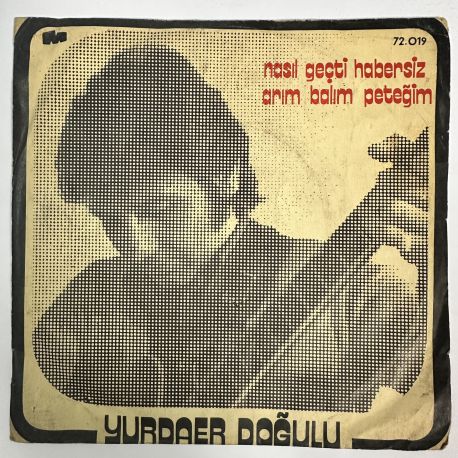 72.019
nasıl geçti habersiz
arım balım peteğim
YURDAER DOĞULU